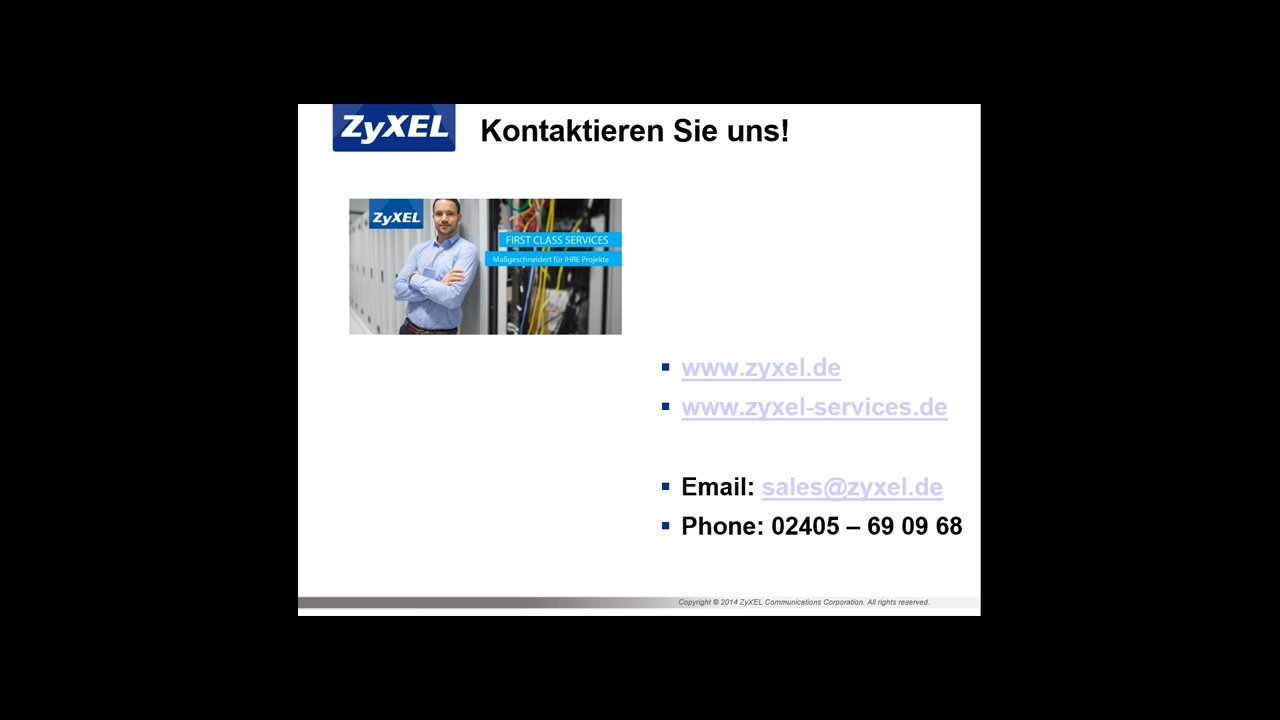 ZyXEL
Kontaktieren Sie uns!
ZyXEL
FIRST CLASS SERVICES
Maßgeschneidert für IHRE Projekte
www.zyxel.de
www.zyxel-services.de
Email: sales@zyxel.de
Phone: 02405 – 69 09 68
Copyright © 2014 ZyXEL Communications Corporation. All rights reserved.